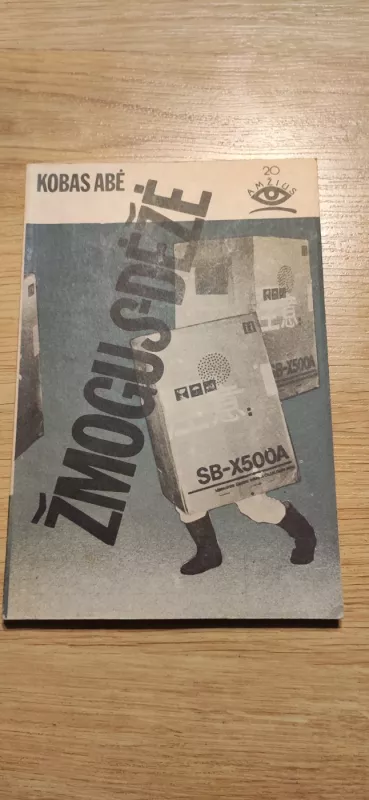 KOBAS ABĖ
20
AMŽIUS
ŽMOGUS-DĖŽĖ
SB-X500A
SB-X500A